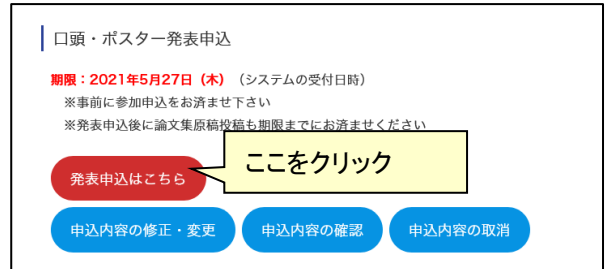 口頭・ポスター発表申込
期限：2021年5月27日（木）（システムの受付日時）
※事前に参加申込をお済ませ下さい
※発表申込後に論文集原稿投稿も期限までにお済ませください
発表申込はこちら
ここをクリック
申込内容の修正・変更
申込内容の確認
申込内容の取消